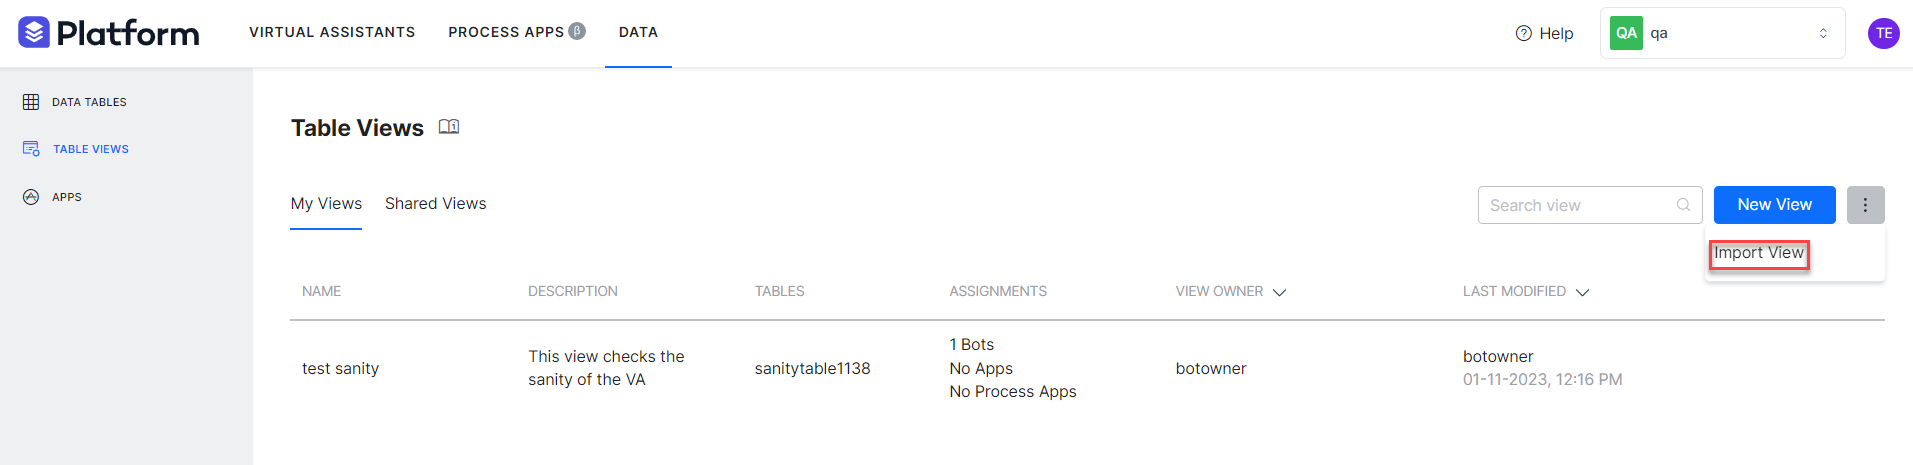 Platform
VIRTUAL ASSISTANTS
PROCESS APPS β
DATA
Help
QA qa
TE
DATA TABLES
TABLE VIEWS
APPS
Table Views
My Views
Shared Views
Search view
New View
Import View
NAME
DESCRIPTION
TABLES
ASSIGNMENTS
VIEW OWNER
LAST MODIFIED
test sanity
This view checks the
sanity of the VA
sanitytable1138
1 Bots
No Apps
No Process Apps
botowner
botowner
01-11-2023, 12:16 PM